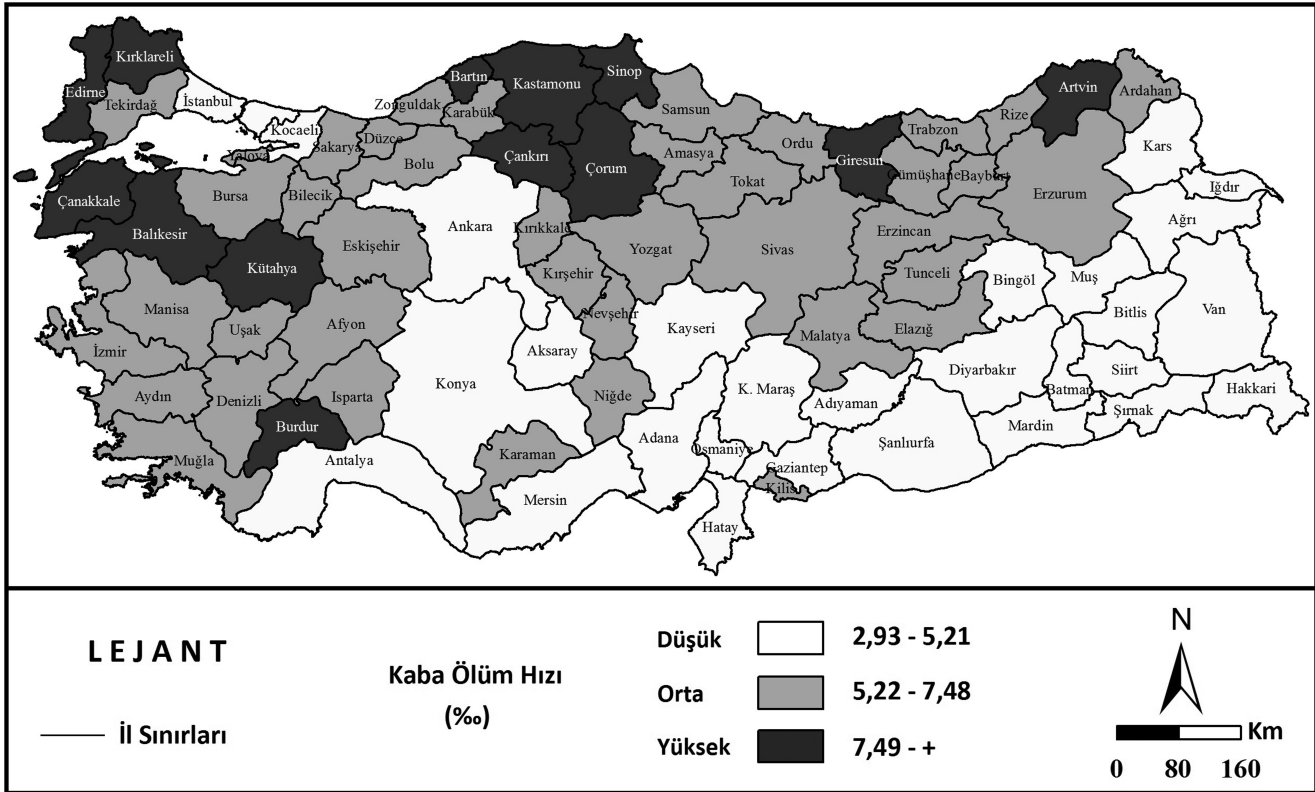 Kırklareli
Edirne
Tekirdağ
İstanbul
Kocaeli
Yalova
Sakarya
Düzce
Zonguldak
Bartın
Karabük
Kastamonu
Sinop
Samsun
Bolu
Çankırı
Çorum
Amasya
Ordu
Tokat
Giresun
Trabzon
Rize
Artvin
Ardahan
Gümüşhane
Bayburt
Kars
Iğdır
Erzurum
Ağrı
Çanakkale
Balıkesir
Bursa
Bilecik
Kütahya
Eskişehir
Ankara
Kırıkkale
Yozgat
Sivas
Erzincan
Tunceli
Bingöl
Muş
Bitlis
Van
Kırşehir
Nevşehir
Kayseri
Malatya
Elazığ
Manisa
Uşak
Afyon
İzmir
Aydın
Denizli
Isparta
Burdur
Muğla
Antalya
Konya
Aksaray
Niğde
Karaman
Mersin
Adana
Osmaniye
K. Maraş
Adıyaman
Gaziantep
Kilis
Hatay
Şanlıurfa
Diyarbakır
Batman
Mardin
Siirt
Şırnak
Hakkari
LEJANT
İl Sınırları
Kaba Ölüm Hızı
(‰)
Düşük 2,93 - 5,21
Orta 5,22 - 7,48
Yüksek 7,49 - +
N
Km
0 80 160